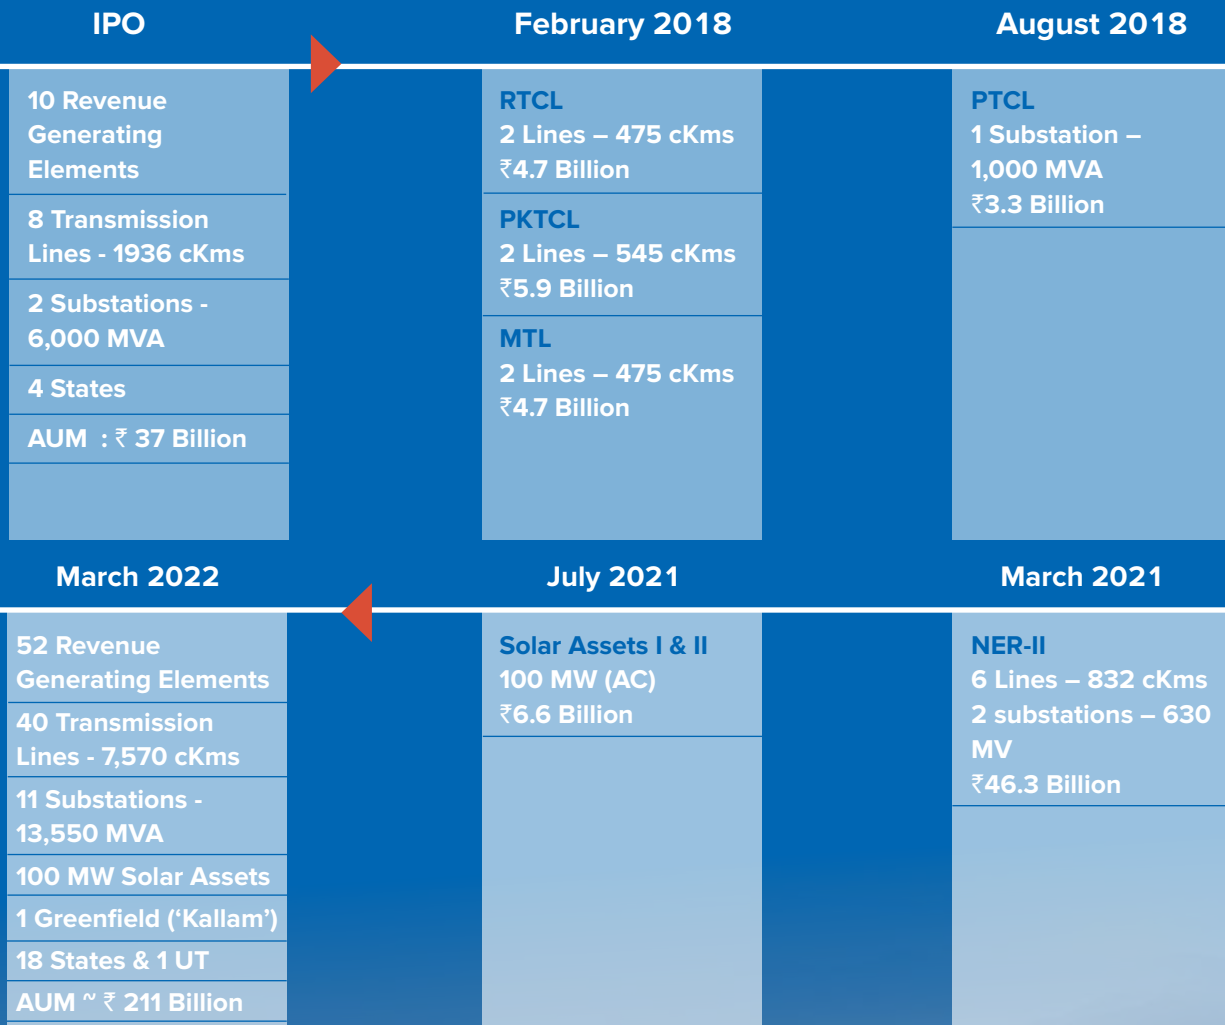 IPO
10 Revenue
Generating
Elements
8 Transmission
Lines - 1936 cKms
2 Substations -
6,000 MVA
4 States
AUM : ₹ 37 Billion
February 2018
RTCL
2 Lines – 475 cKms
₹4.7 Billion
PKTCL
2 Lines – 545 cKms
₹5.9 Billion
MTL
2 Lines – 475 cKms
₹4.7 Billion
August 2018
PTCL
1 Substation –
1,000 MVA
₹3.3 Billion
March 2022
52 Revenue
Generating Elements
40 Transmission
Lines - 7,570 cKms
11 Substations -
13,550 MVA
100 MW Solar Assets
1 Greenfield (‘Kallam’)
18 States & 1 UT
AUM ~ ₹ 211 Billion
July 2021
Solar Assets I & II
100 MW (AC)
₹6.6 Billion
March 2021
NER-II
6 Lines – 832 cKms
2 substations – 630
MV
₹46.3 Billion